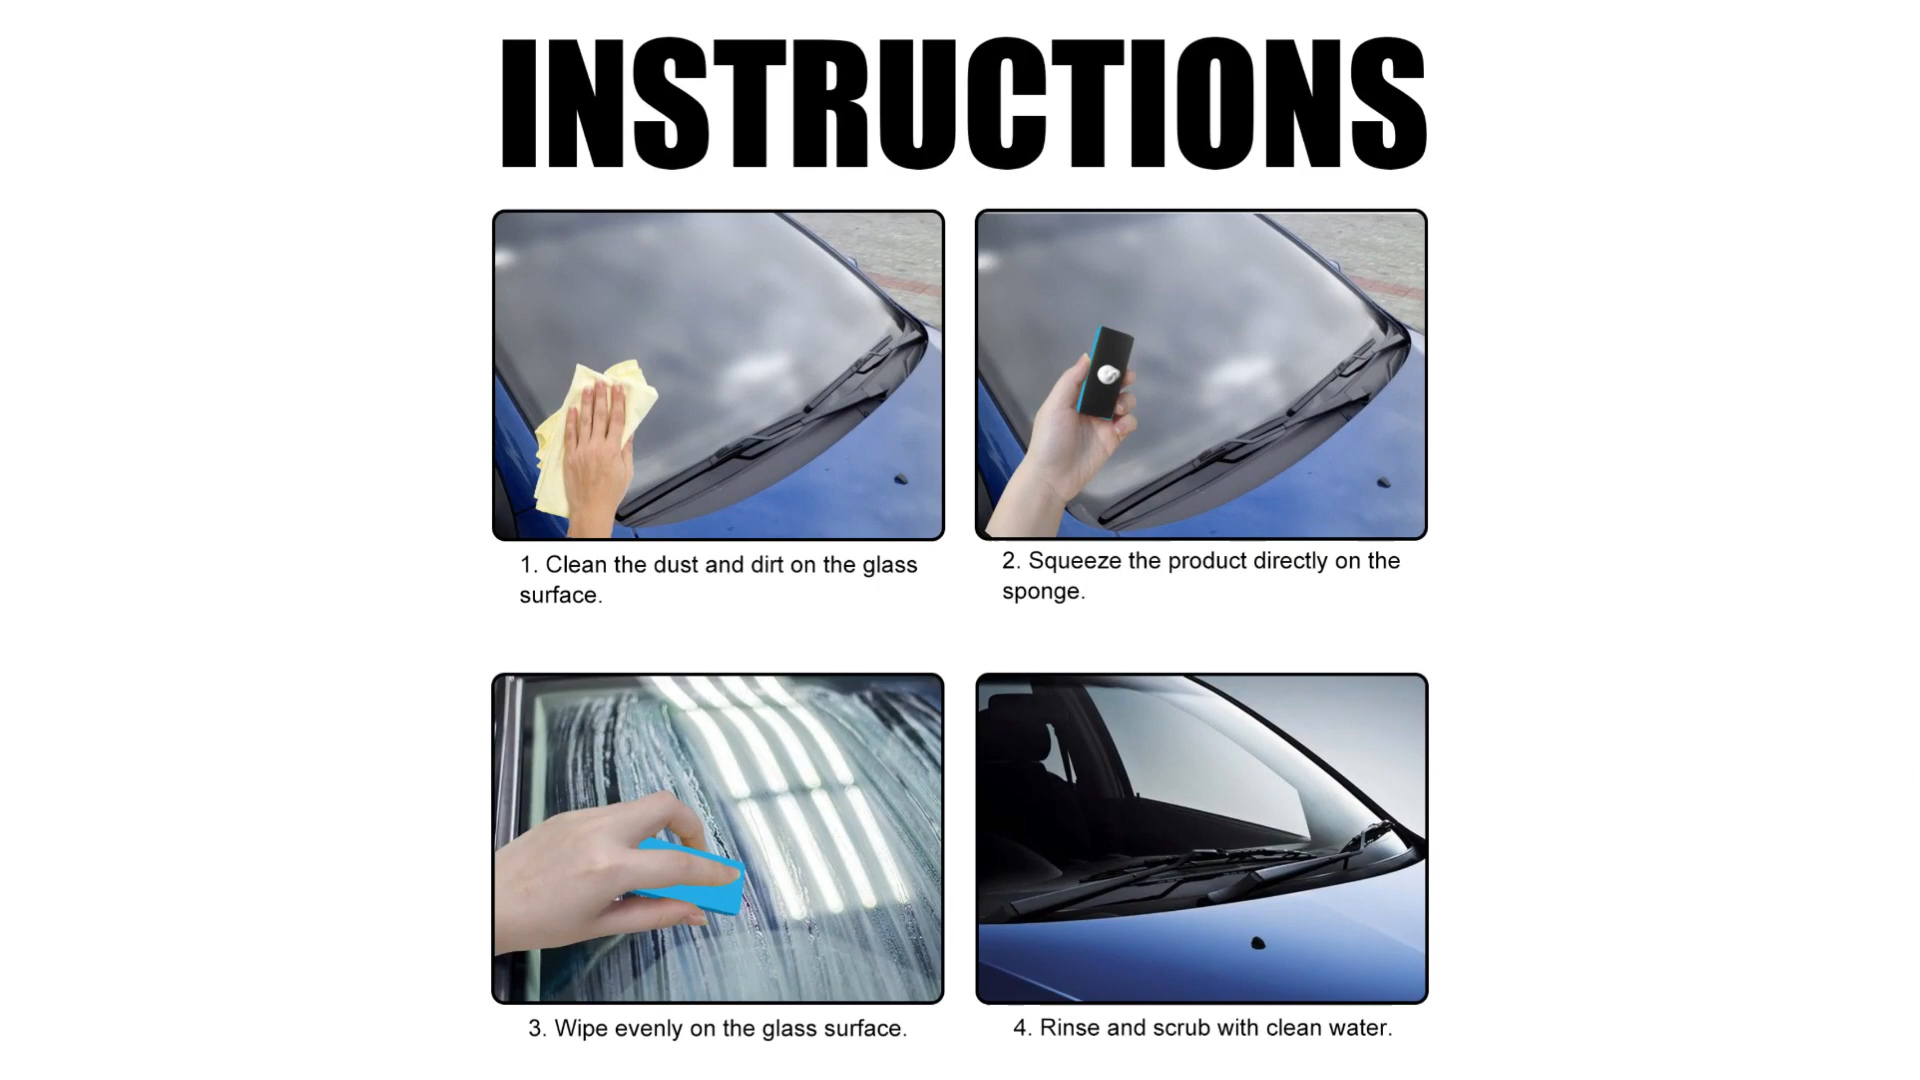 INSTRUCTIONS
1. Clean the dust and dirt on the glass
surface.
2. Squeeze the product directly on the
sponge.
3. Wipe evenly on the glass surface.
4. Rinse and scrub with clean water.